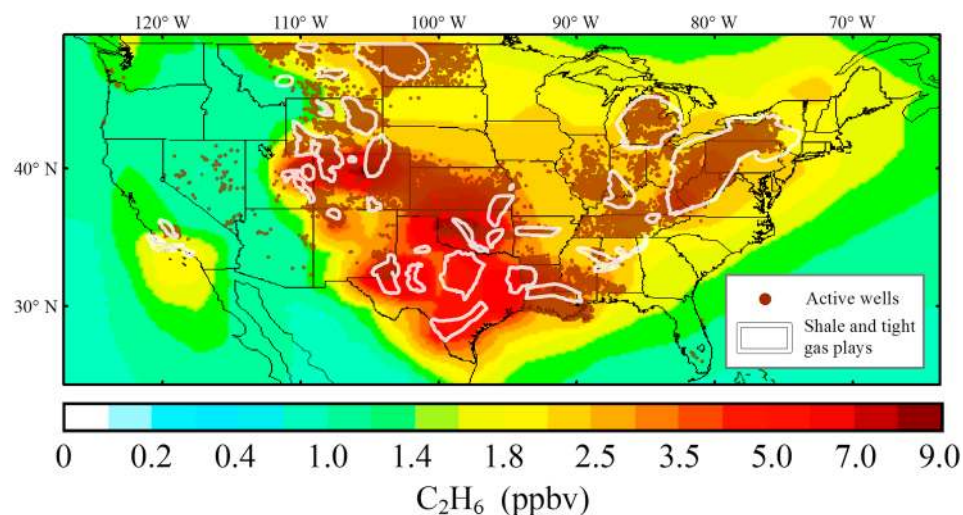 120° W 110° W 100° W 90° W 80° W 70° W
40° N
30° N
Active wells
Shale and tight
gas plays
0 0.2 0.4 1.0 1.4 1.8 2.5 3.5 5.0 7.0 9.0
C₂H₆ (ppbv)